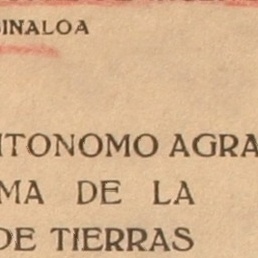 SINALOA
UTONOMO AGRA
MA DE LA
DE TIERRAS